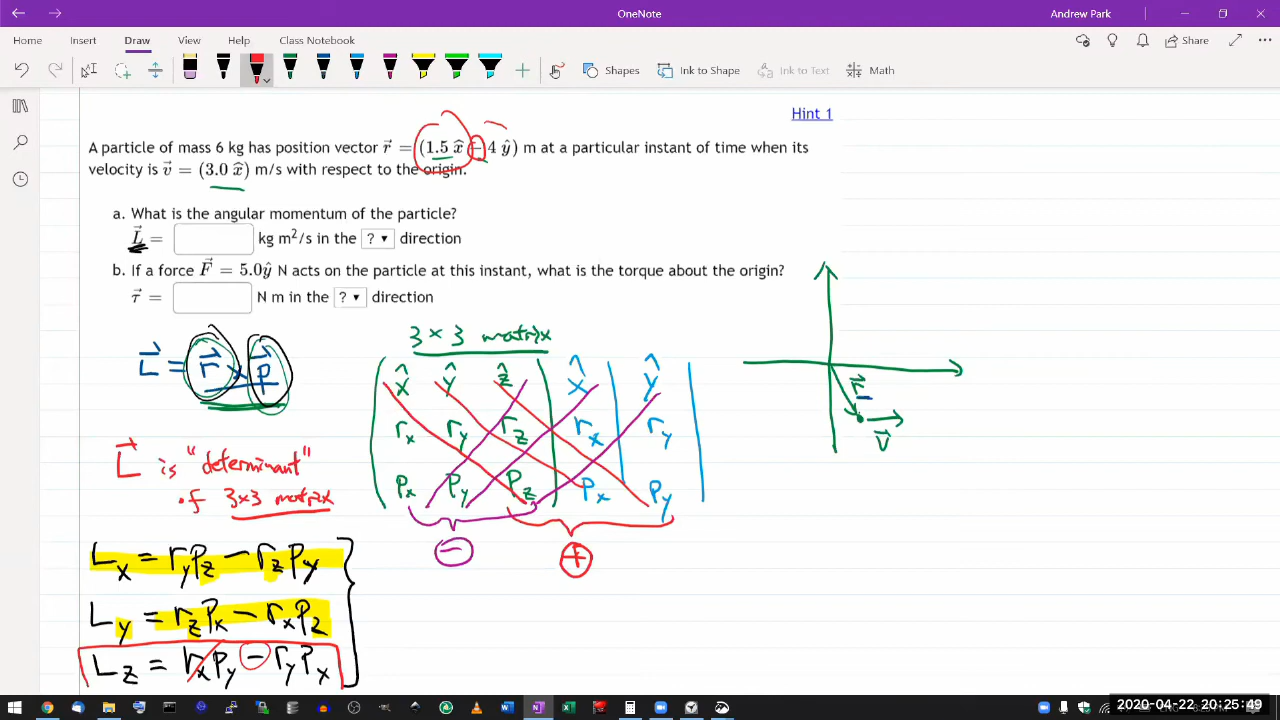 OneNote
Andrew Park
Home Insert Draw View Help Class Notebook
Share
Shapes
Ink to Shape
Ink to Text
Math
Hint 1
A particle of mass 6 kg has position vector r⃗ = (1.5 x̂ − 4 ŷ) m at a particular instant of time when its
velocity is v⃗ = (3.0 x̂) m/s with respect to the origin.
a. What is the angular momentum of the particle?
L⃗ = kg m²/s in the ? direction
b. If a force F⃗ = 5.0ŷ N acts on the particle at this instant, what is the torque about the origin?
τ⃗ = N m in the ? direction
L⃗ = r⃗ × p⃗
3×3 matrix
x̂ ŷ ẑ x̂ ŷ
rx ry rz rx ry
Px Py Pz Px Py
− +
r⃗
v⃗
L⃗ is "determinant"
of 3×3 matrix
Lx = rypz − rzpy
Ly = rzpx − rxpz
Lz = rxpy − rypx
2020-04-22 20:25:49